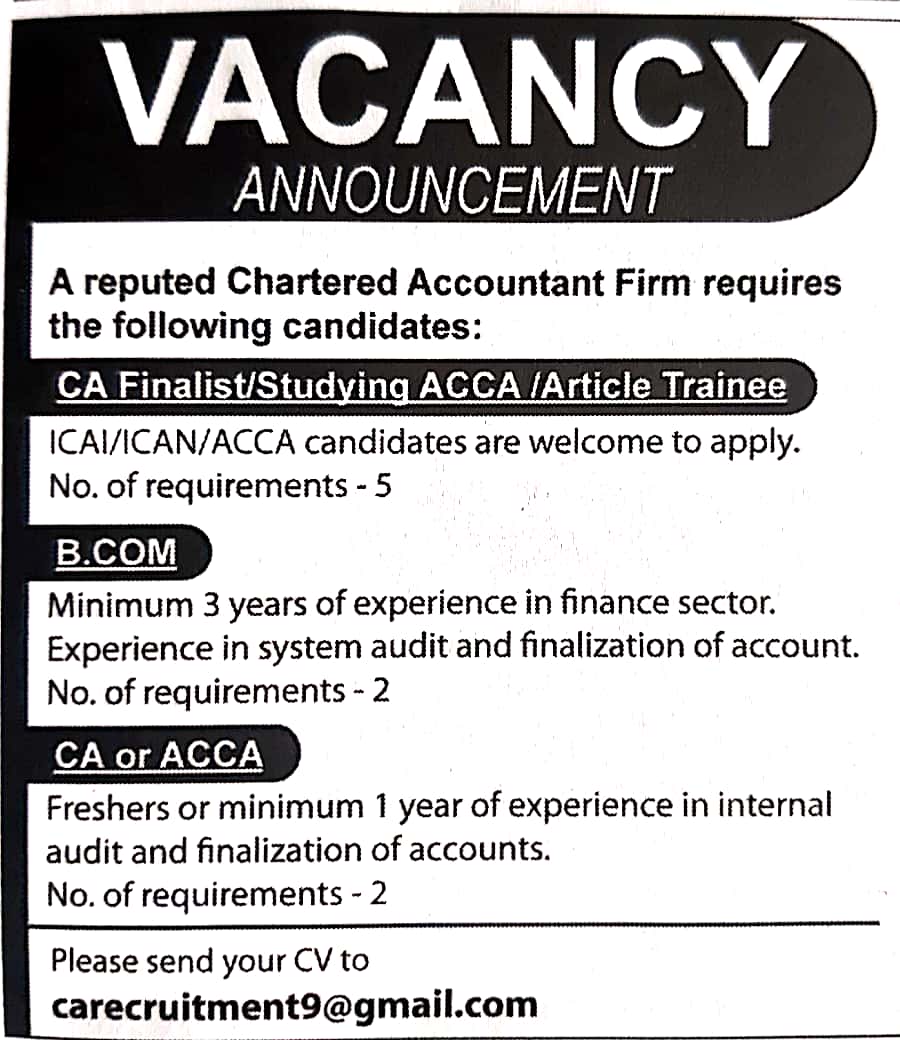 VACANCY
ANNOUNCEMENT
A reputed Chartered Accountant Firm requires
the following candidates:
CA Finalist/Studying ACCA /Article Trainee
ICAI/ICAN/ACCA candidates are welcome to apply.
No. of requirements - 5
B.COM
Minimum 3 years of experience in finance sector.
Experience in system audit and finalization of account.
No. of requirements - 2
CA or ACCA
Freshers or minimum 1 year of experience in internal
audit and finalization of accounts.
No. of requirements - 2
Please send your CV to
carecruitment9@gmail.com